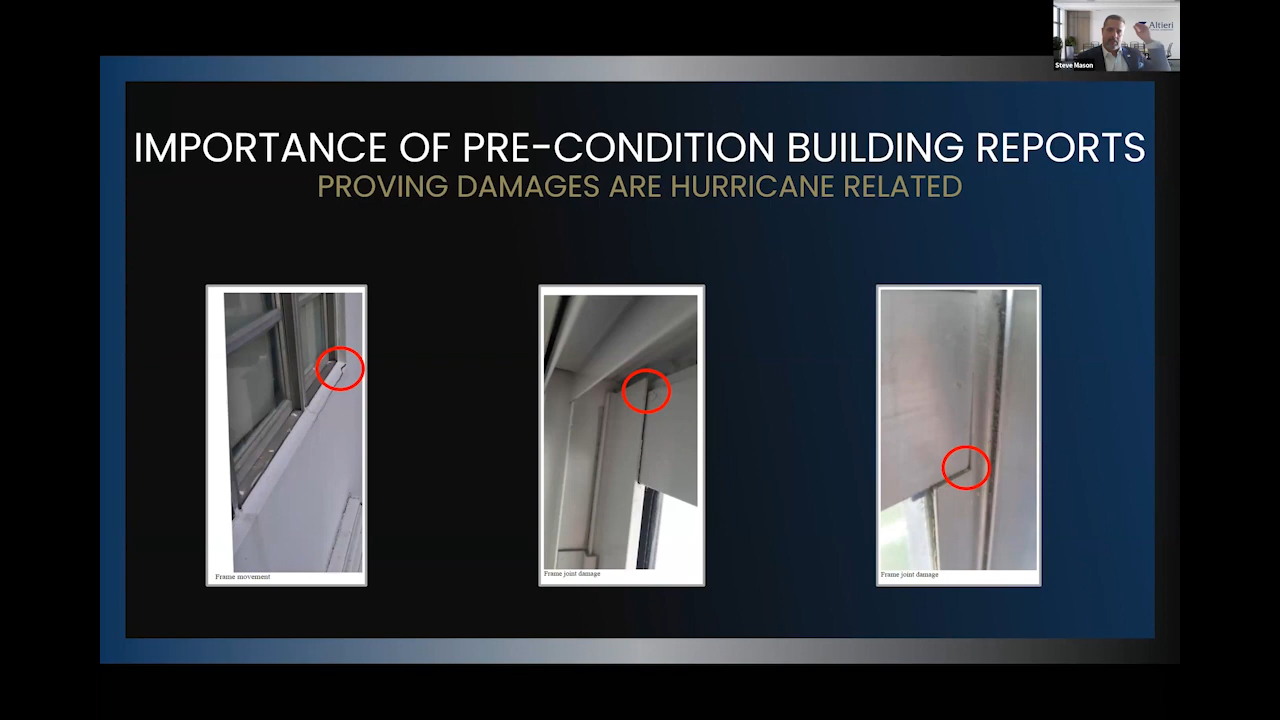 Altieri
Steve Mason
IMPORTANCE OF PRE-CONDITION BUILDING REPORTS
PROVING DAMAGES ARE HURRICANE RELATED
Frame movement
Frame joint damage
Frame joint damage